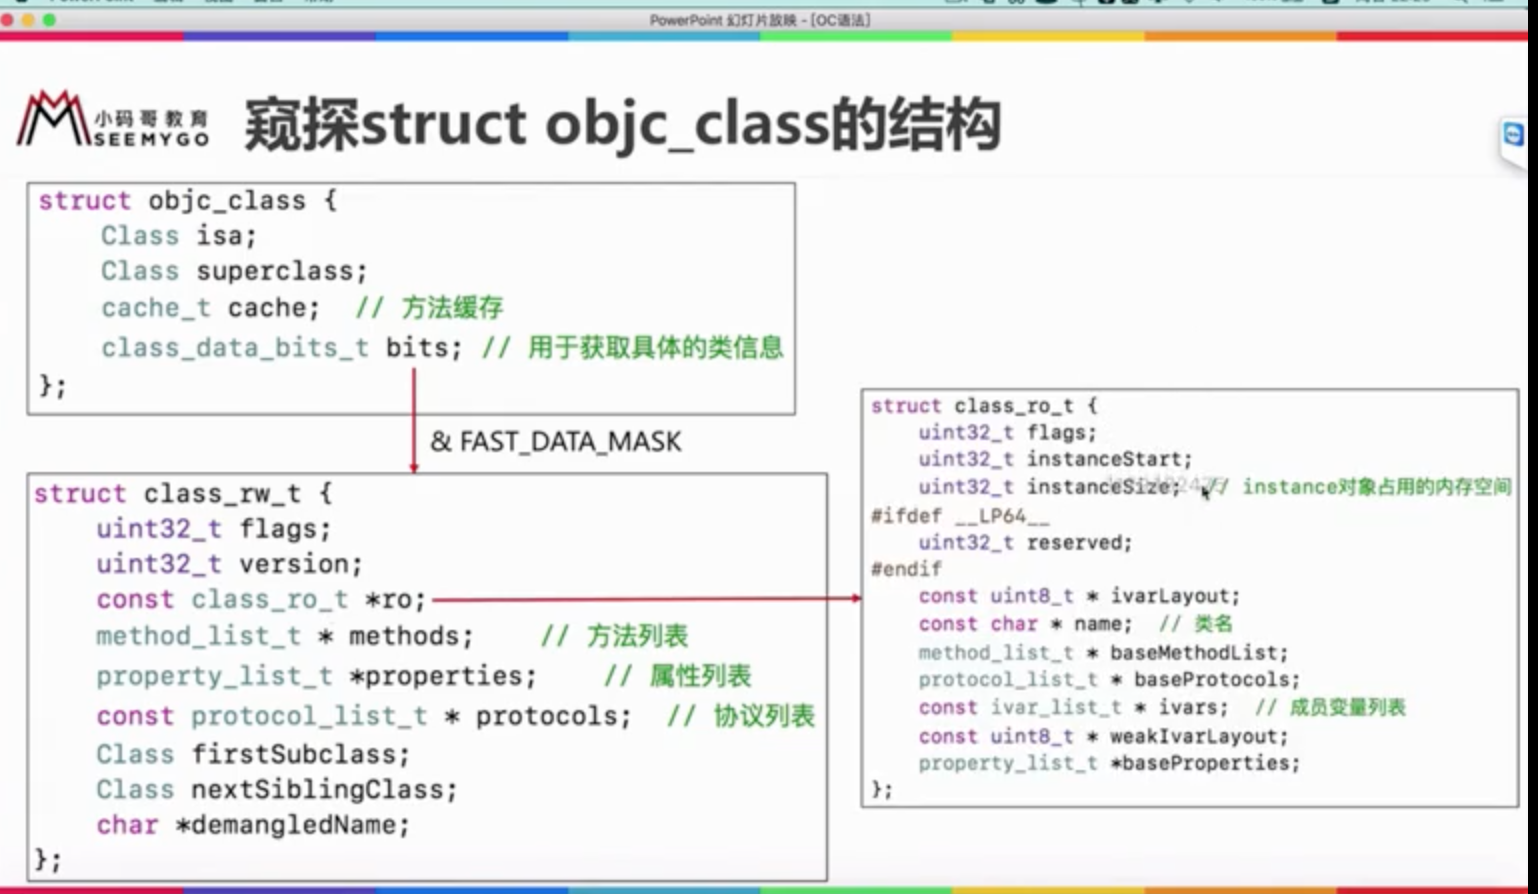 PowerPoint 幻灯片放映 - [OC语法]
小码哥教育
SEEMYGO
窥探struct objc_class的结构
struct objc_class {
Class isa;
Class superclass;
cache_t cache; // 方法缓存
class_data_bits_t bits; // 用于获取具体的类信息
};
& FAST_DATA_MASK
struct class_rw_t {
uint32_t flags;
uint32_t version;
const class_ro_t *ro;
method_list_t * methods; // 方法列表
property_list_t *properties; // 属性列表
const protocol_list_t * protocols; // 协议列表
Class firstSubclass;
Class nextSiblingClass;
char *demangledName;
};
struct class_ro_t {
uint32_t flags;
uint32_t instanceStart;
uint32_t instanceSize; // instance对象占用的内存空间
#ifdef __LP64__
uint32_t reserved;
#endif
const uint8_t * ivarLayout;
const char * name; // 类名
method_list_t * baseMethodList;
protocol_list_t * baseProtocols;
const ivar_list_t * ivars; // 成员变量列表
const uint8_t * weakIvarLayout;
property_list_t *baseProperties;
};